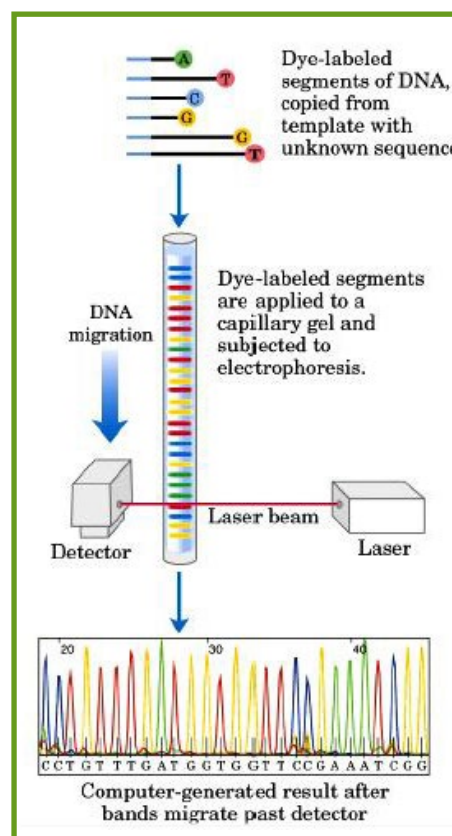 A
T
C
G
G
T
Dye-labeled
segments of DNA,
copied from
template with
unknown sequence
Dye-labeled segments
are applied to a
capillary gel and
subjected to
electrophoresis.
DNA
migration
Laser beam
Detector
Laser
20 30 40
C C T G T T T G A T G G T G G T T C C G A A A T C G G
Computer-generated result after
bands migrate past detector